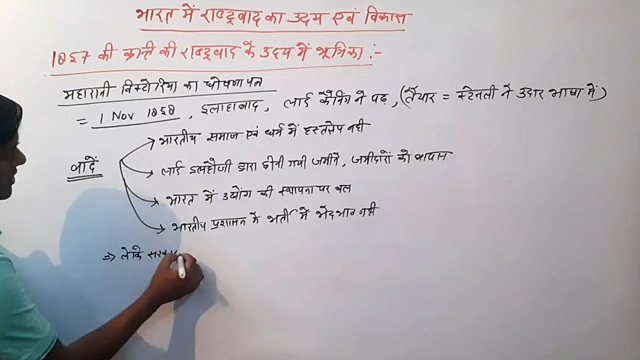 भारत में राष्ट्रवाद का उदय एवं विकास
1857 की क्रान्ति की राष्ट्रवाद के उदय में भूमिका :-
महारानी विक्टोरिया का घोषणा पत्र
= 1 Nov 1858, इलाहाबाद, लार्ड कैनिंग ने पढ़ा, (तैयार = स्टेनली ने उदार भाषा में)
वादें
भारतीय समाज एवं धर्म में हस्तक्षेप नहीं
लार्ड डलहौजी द्वारा छीनी गयी जमीनें, जमींदारों को वापस
भारत में उद्योग की स्थापना पर बल
भारतीय प्रशासन के भर्ती में भेदभाव नहीं
⇒ लेकि